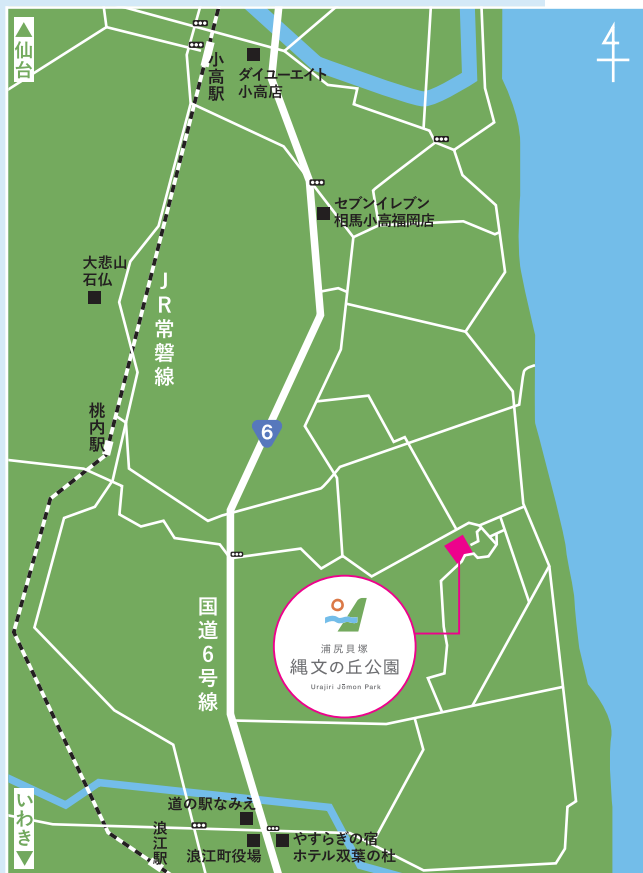 ▲仙台
小高駅
ダイユーエイト
小高店
セブンイレブン
相馬小高福岡店
大悲山
石仏
JR常磐線
桃内駅
6
国道6号線
浦尻貝塚
縄文の丘公園
Urajiri Jōmon Park
いわき▼
道の駅なみえ
浪江駅
浪江町役場
やすらぎの宿
ホテル双葉の杜
4